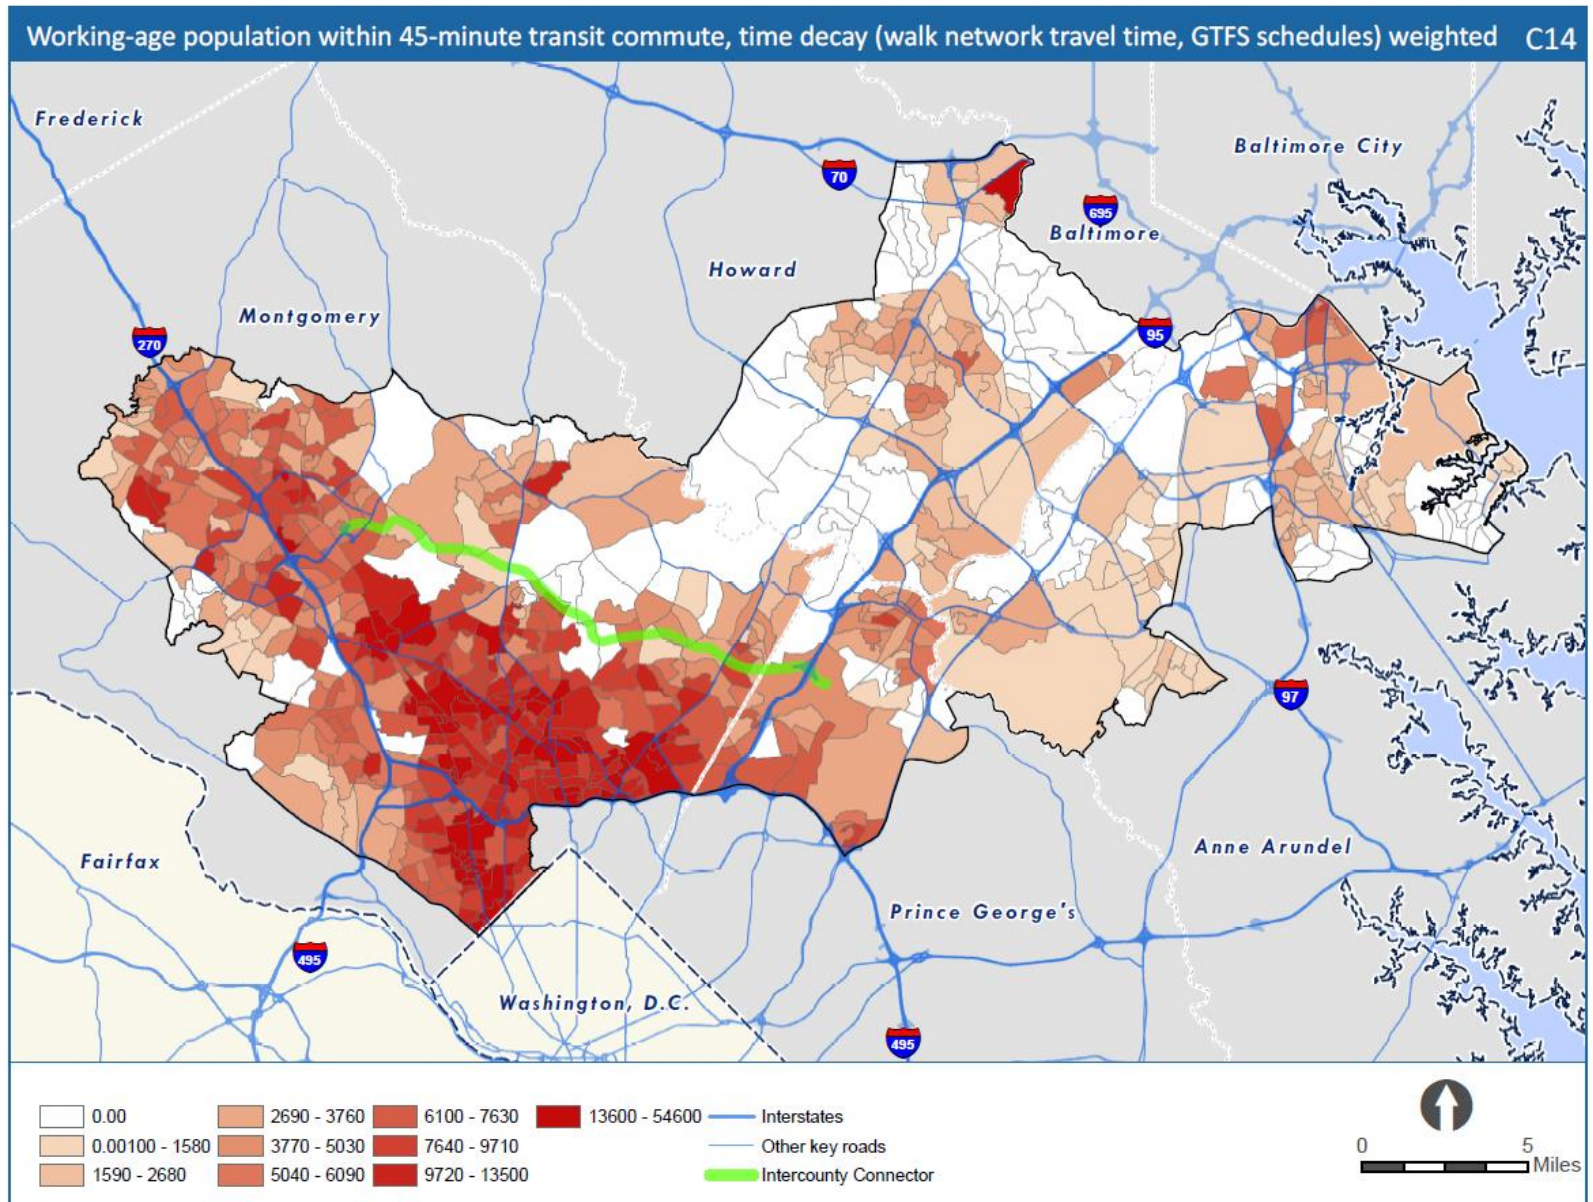 Working-age population within 45-minute transit commute, time decay (walk network travel time, GTFS schedules) weighted C14
Frederick
Baltimore City
70
695
Baltimore
Howard
Montgomery
270
95
97
Anne Arundel
Fairfax
Prince George's
495
Washington, D.C.
495
0.00
2690 - 3760
6100 - 7630
13600 - 54600
Interstates
0.00100 - 1580
3770 - 5030
7640 - 9710
Other key roads
0
5
1590 - 2680
5040 - 6090
9720 - 13500
Intercounty Connector
Miles